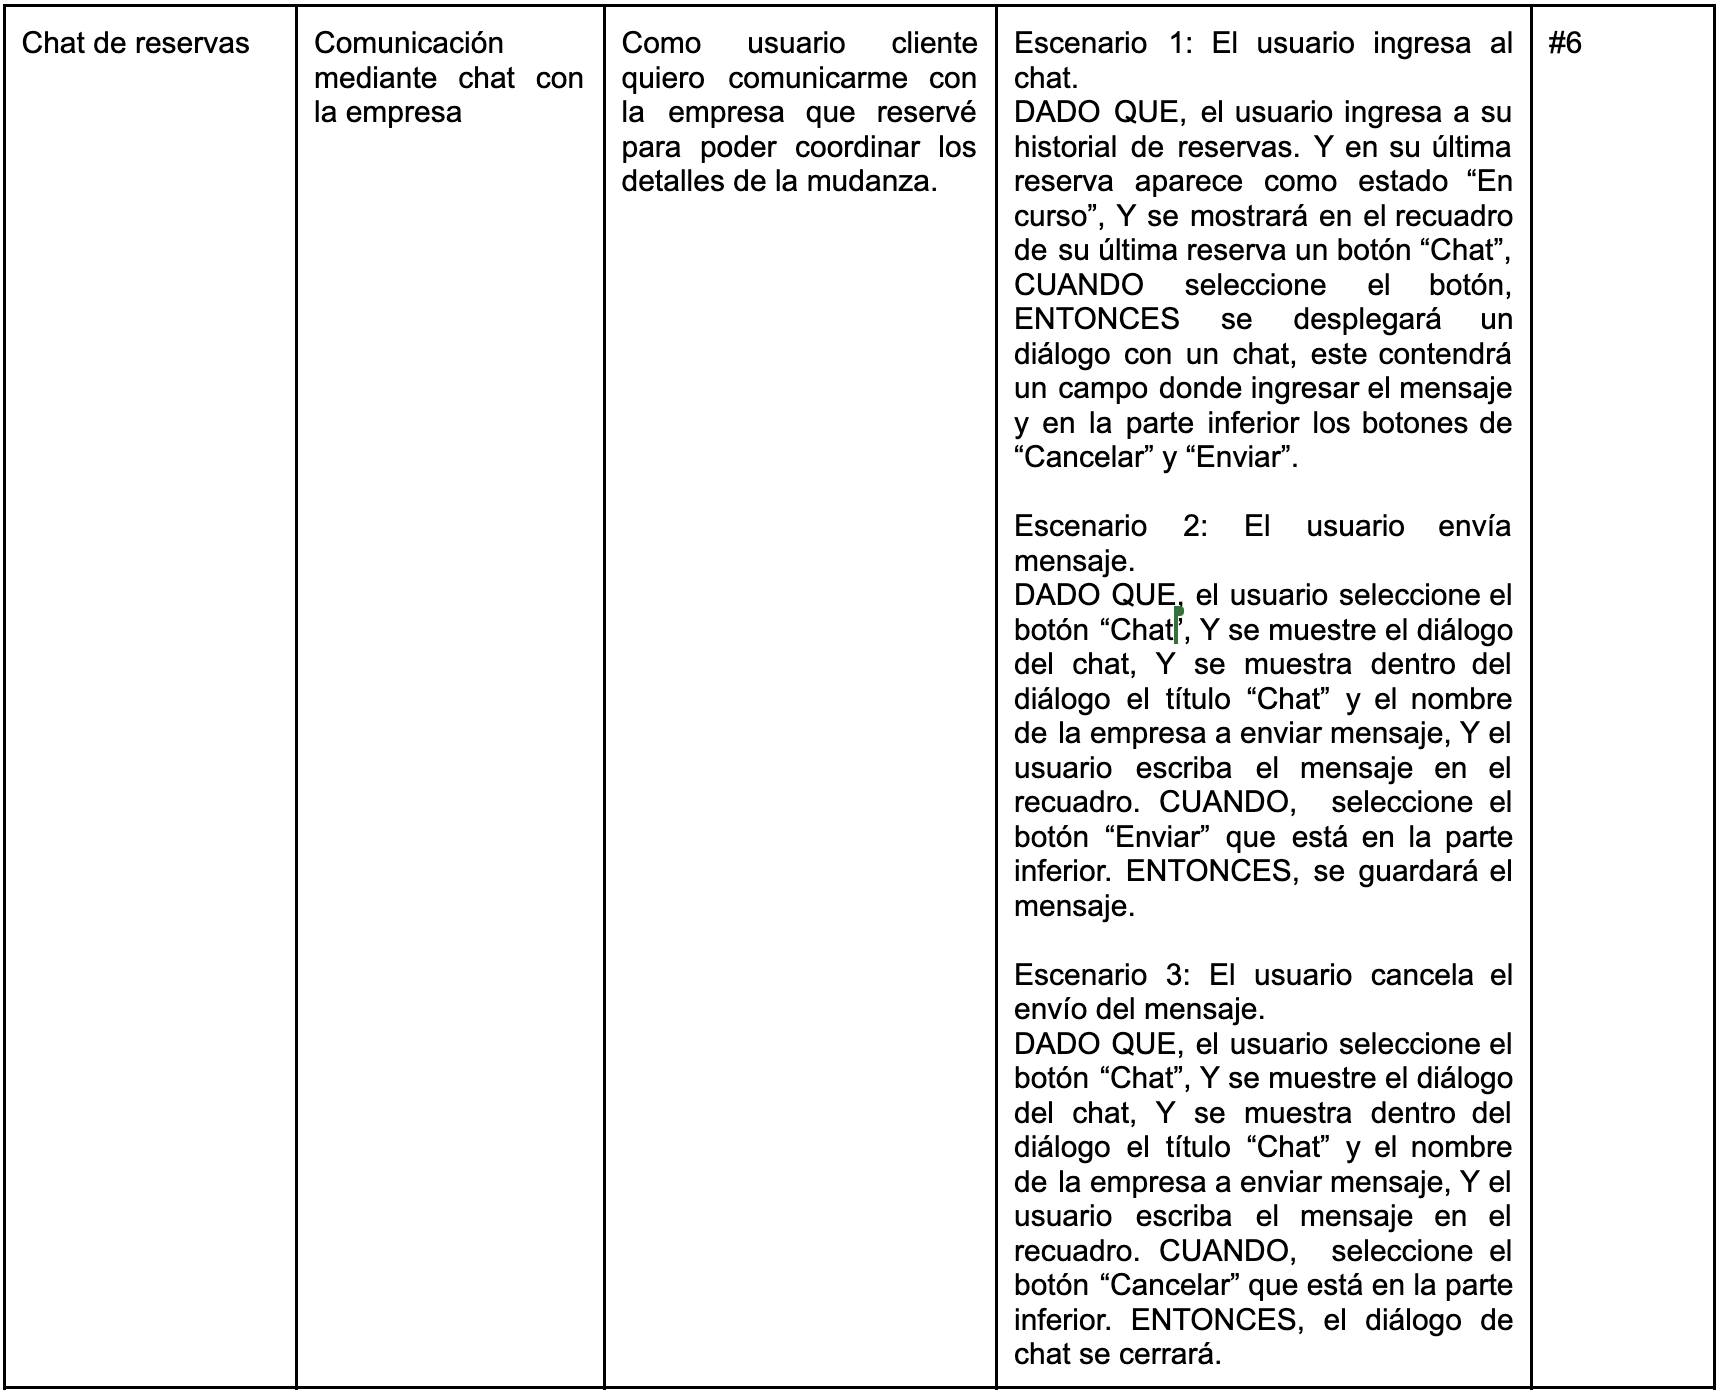 Chat de reservas
Comunicación
mediante chat con
la empresa
Como usuario cliente
quiero comunicarme con
la empresa que reservé
para poder coordinar los
detalles de la mudanza.
Escenario 1: El usuario ingresa al
chat.
DADO QUE, el usuario ingresa a su
historial de reservas. Y en su última
reserva aparece como estado “En
curso”, Y se mostrará en el recuadro
de su última reserva un botón “Chat”,
CUANDO seleccione el botón,
ENTONCES se desplegará un
diálogo con un chat, este contendrá
un campo donde ingresar el mensaje
y en la parte inferior los botones de
“Cancelar” y “Enviar”.
Escenario 2: El usuario envía
mensaje.
DADO QUE, el usuario seleccione el
botón “Chat”, Y se muestre el diálogo
del chat, Y se muestra dentro del
diálogo el título “Chat” y el nombre
de la empresa a enviar mensaje, Y el
usuario escriba el mensaje en el
recuadro. CUANDO, seleccione el
botón “Enviar” que está en la parte
inferior. ENTONCES, se guardará el
mensaje.
Escenario 3: El usuario cancela el
envío del mensaje.
DADO QUE, el usuario seleccione el
botón “Chat”, Y se muestre el diálogo
del chat, Y se muestra dentro del
diálogo el título “Chat” y el nombre
de la empresa a enviar mensaje, Y el
usuario escriba el mensaje en el
recuadro. CUANDO, seleccione el
botón “Cancelar” que está en la parte
inferior. ENTONCES, el diálogo de
chat se cerrará.
#6